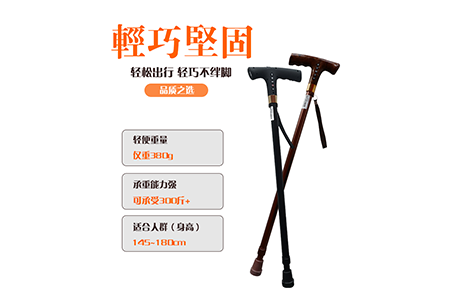 輕巧堅固
轻松出行 轻巧不绊脚
品质之选
轻便重量
仅重380g
承重能力强
可承受300斤+
适合人群（身高）
145-180cm